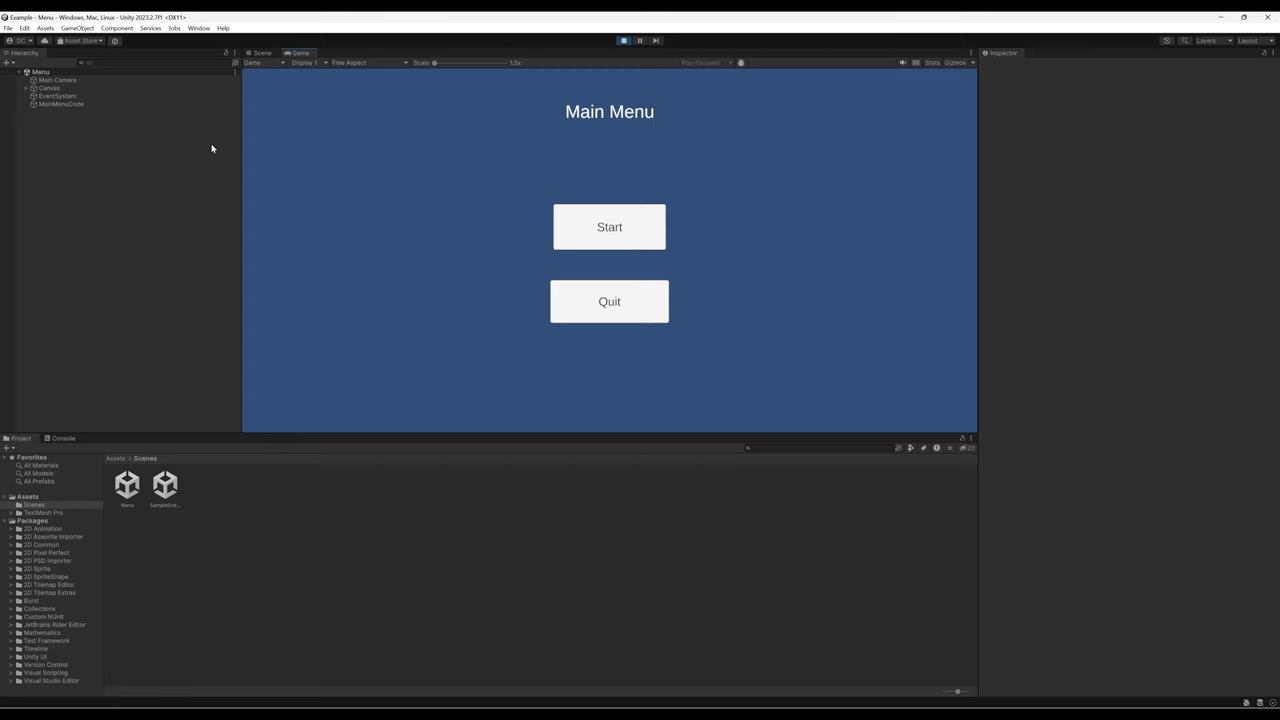 Example - Menu - Windows, Mac, Linux - Unity 2023.2.7f1 <DX11>
File Edit Assets GameObject Component Services Jobs Window Help
DC Asset Store Layers Layout
Hierarchy Scene Game Inspector
All Game Display 1 Free Aspect Scale 1.5x Play Focused Stats Gizmos
Menu
Main Camera
Canvas
EventSystem
MainMenuCode
Main Menu
Start
Quit
Project Console
20
Favorites
All Materials
All Models
All Prefabs
Assets
Scenes
TextMesh Pro
Packages
2D Animation
2D Aseprite Importer
2D Common
2D Pixel Perfect
2D PSD Importer
2D Sprite
2D SpriteShape
2D Tilemap Editor
2D Tilemap Extras
Burst
Collections
Custom NUnit
JetBrains Rider Editor
Mathematics
Test Framework
Timeline
Unity UI
Version Control
Visual Scripting
Visual Studio Editor
Assets > Scenes
Menu SampleSce...